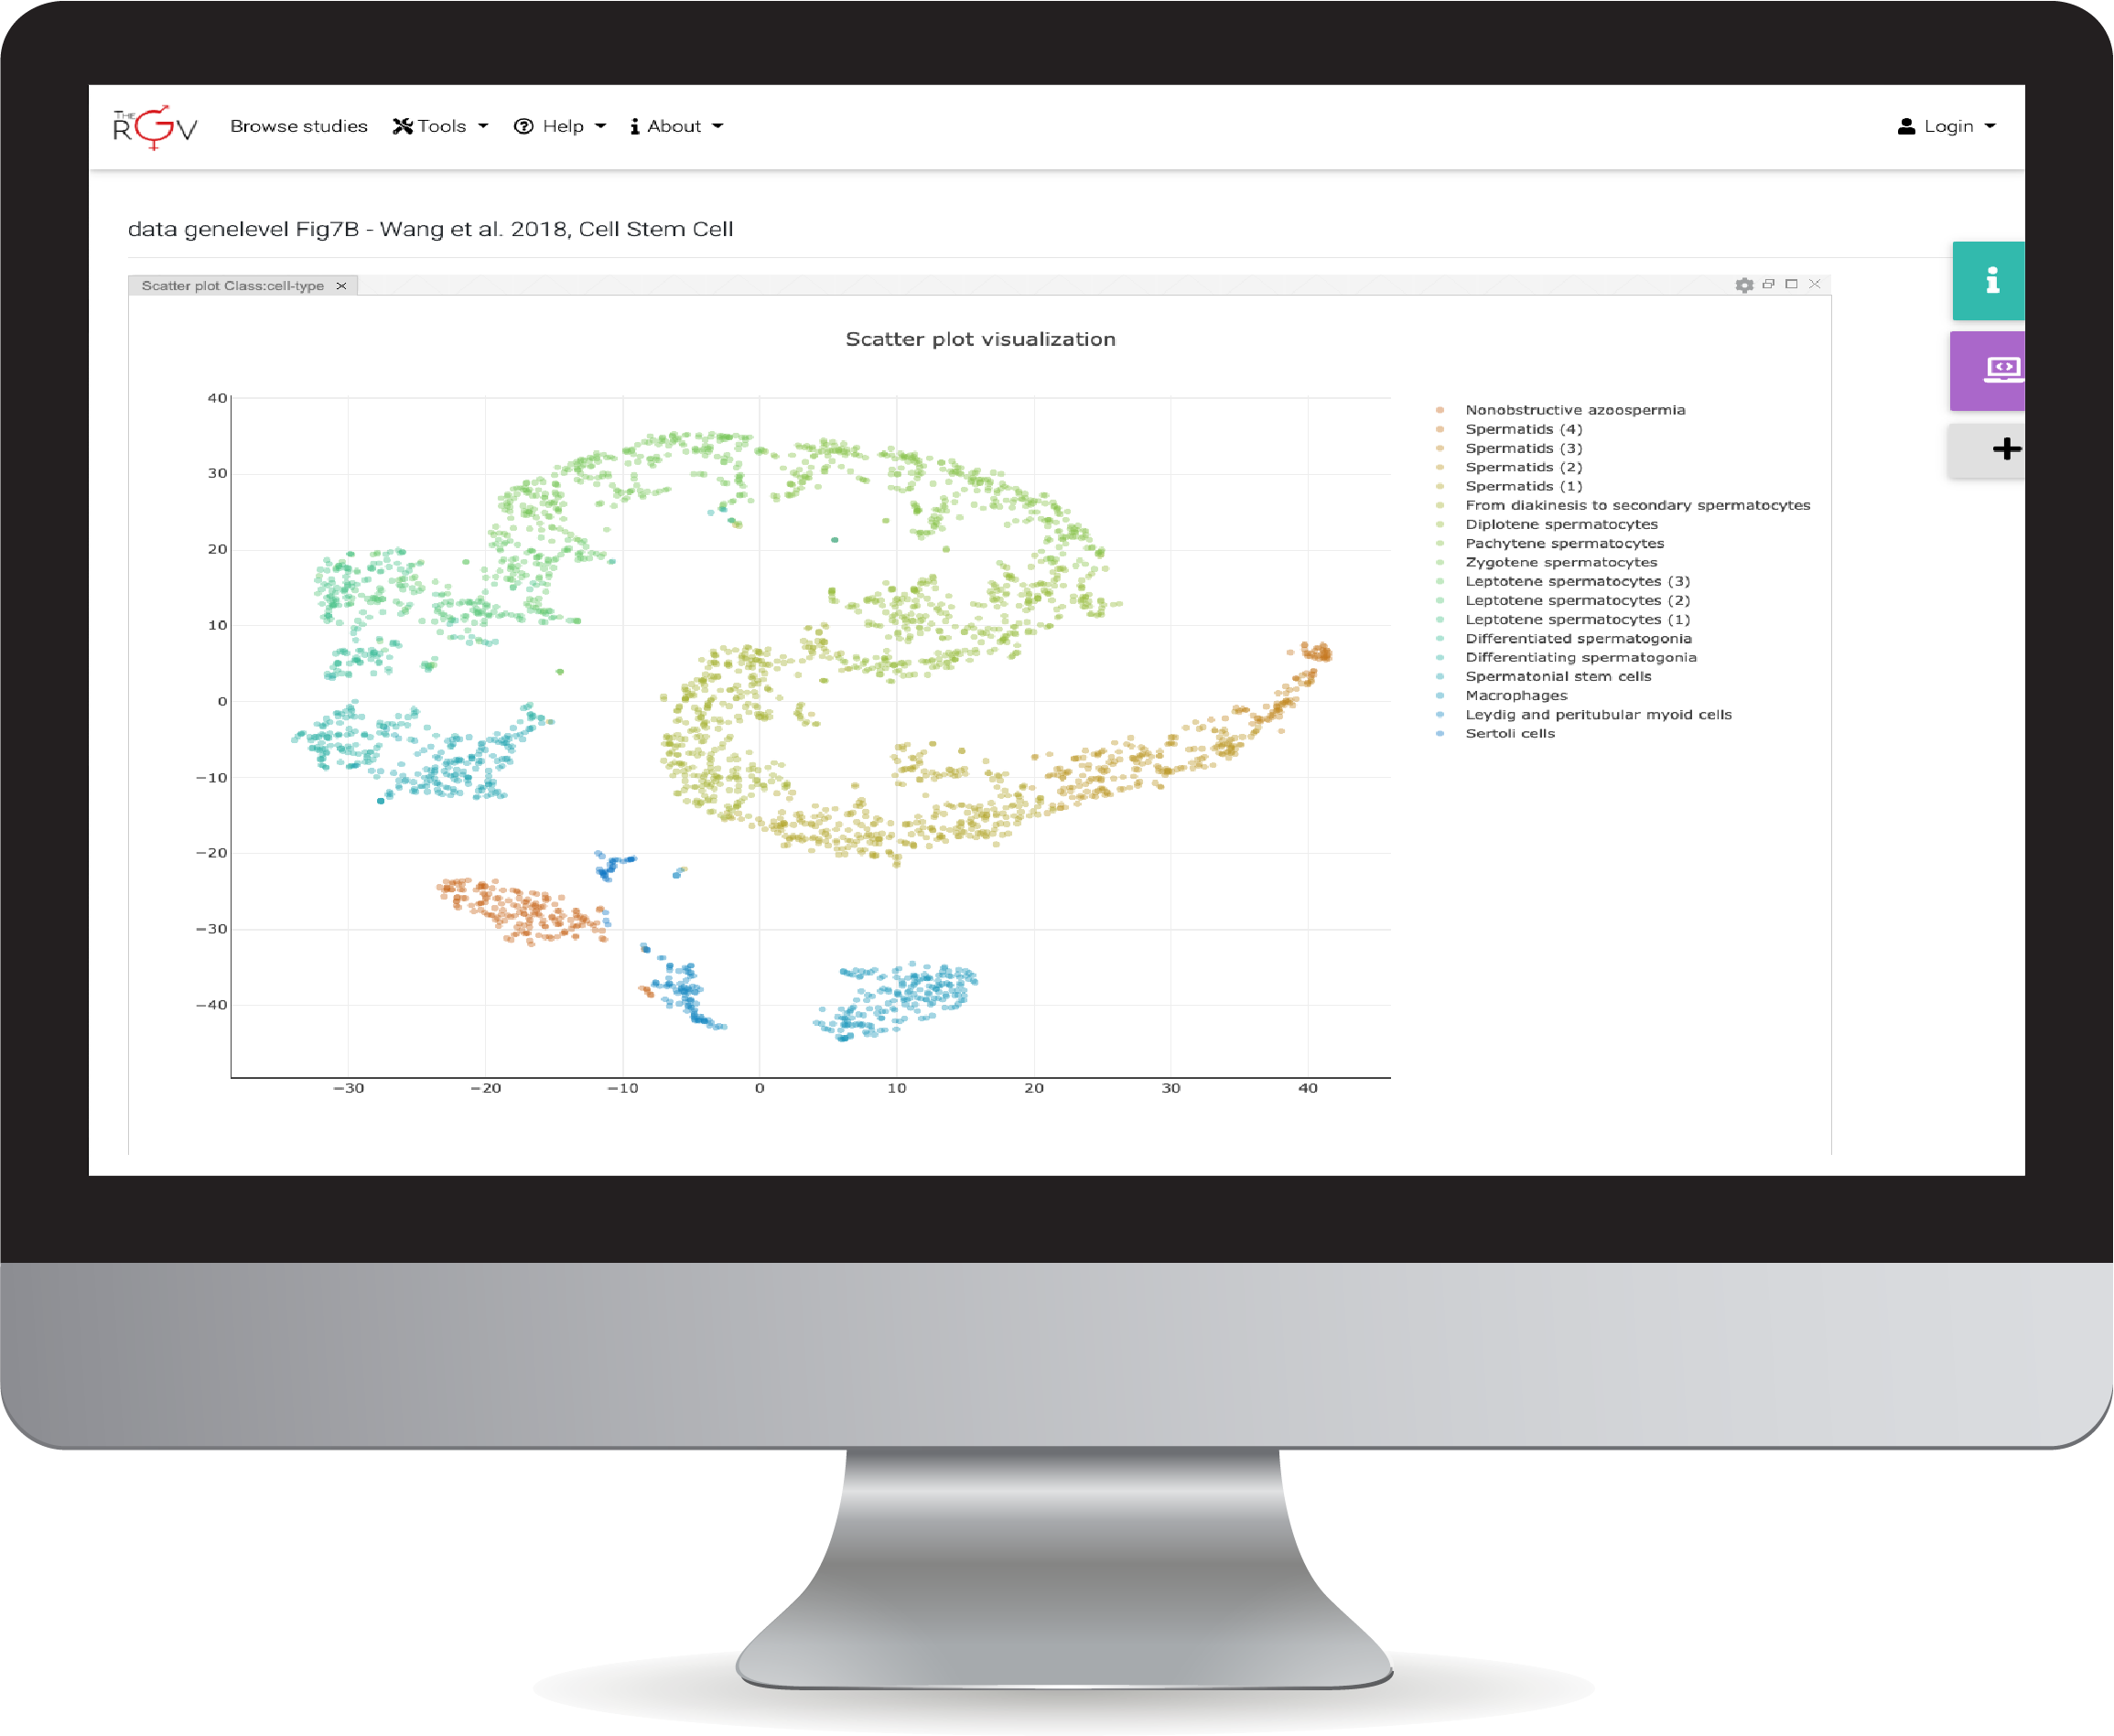 THE RGV Browse studies Tools Help About Login
data genelevel Fig7B - Wang et al. 2018, Cell Stem Cell
Scatter plot Class:cell-type
Scatter plot visualization
40
30
20
10
0
−10
−20
−30
−40
−30 −20 −10 0 10 20 30 40
Nonobstructive azoospermia
Spermatids (4)
Spermatids (3)
Spermatids (2)
Spermatids (1)
From diakinesis to secondary spermatocytes
Diplotene spermatocytes
Pachytene spermatocytes
Zygotene spermatocytes
Leptotene spermatocytes (3)
Leptotene spermatocytes (2)
Leptotene spermatocytes (1)
Differentiated spermatogonia
Differentiating spermatogonia
Spermatonial stem cells
Macrophages
Leydig and peritubular myoid cells
Sertoli cells